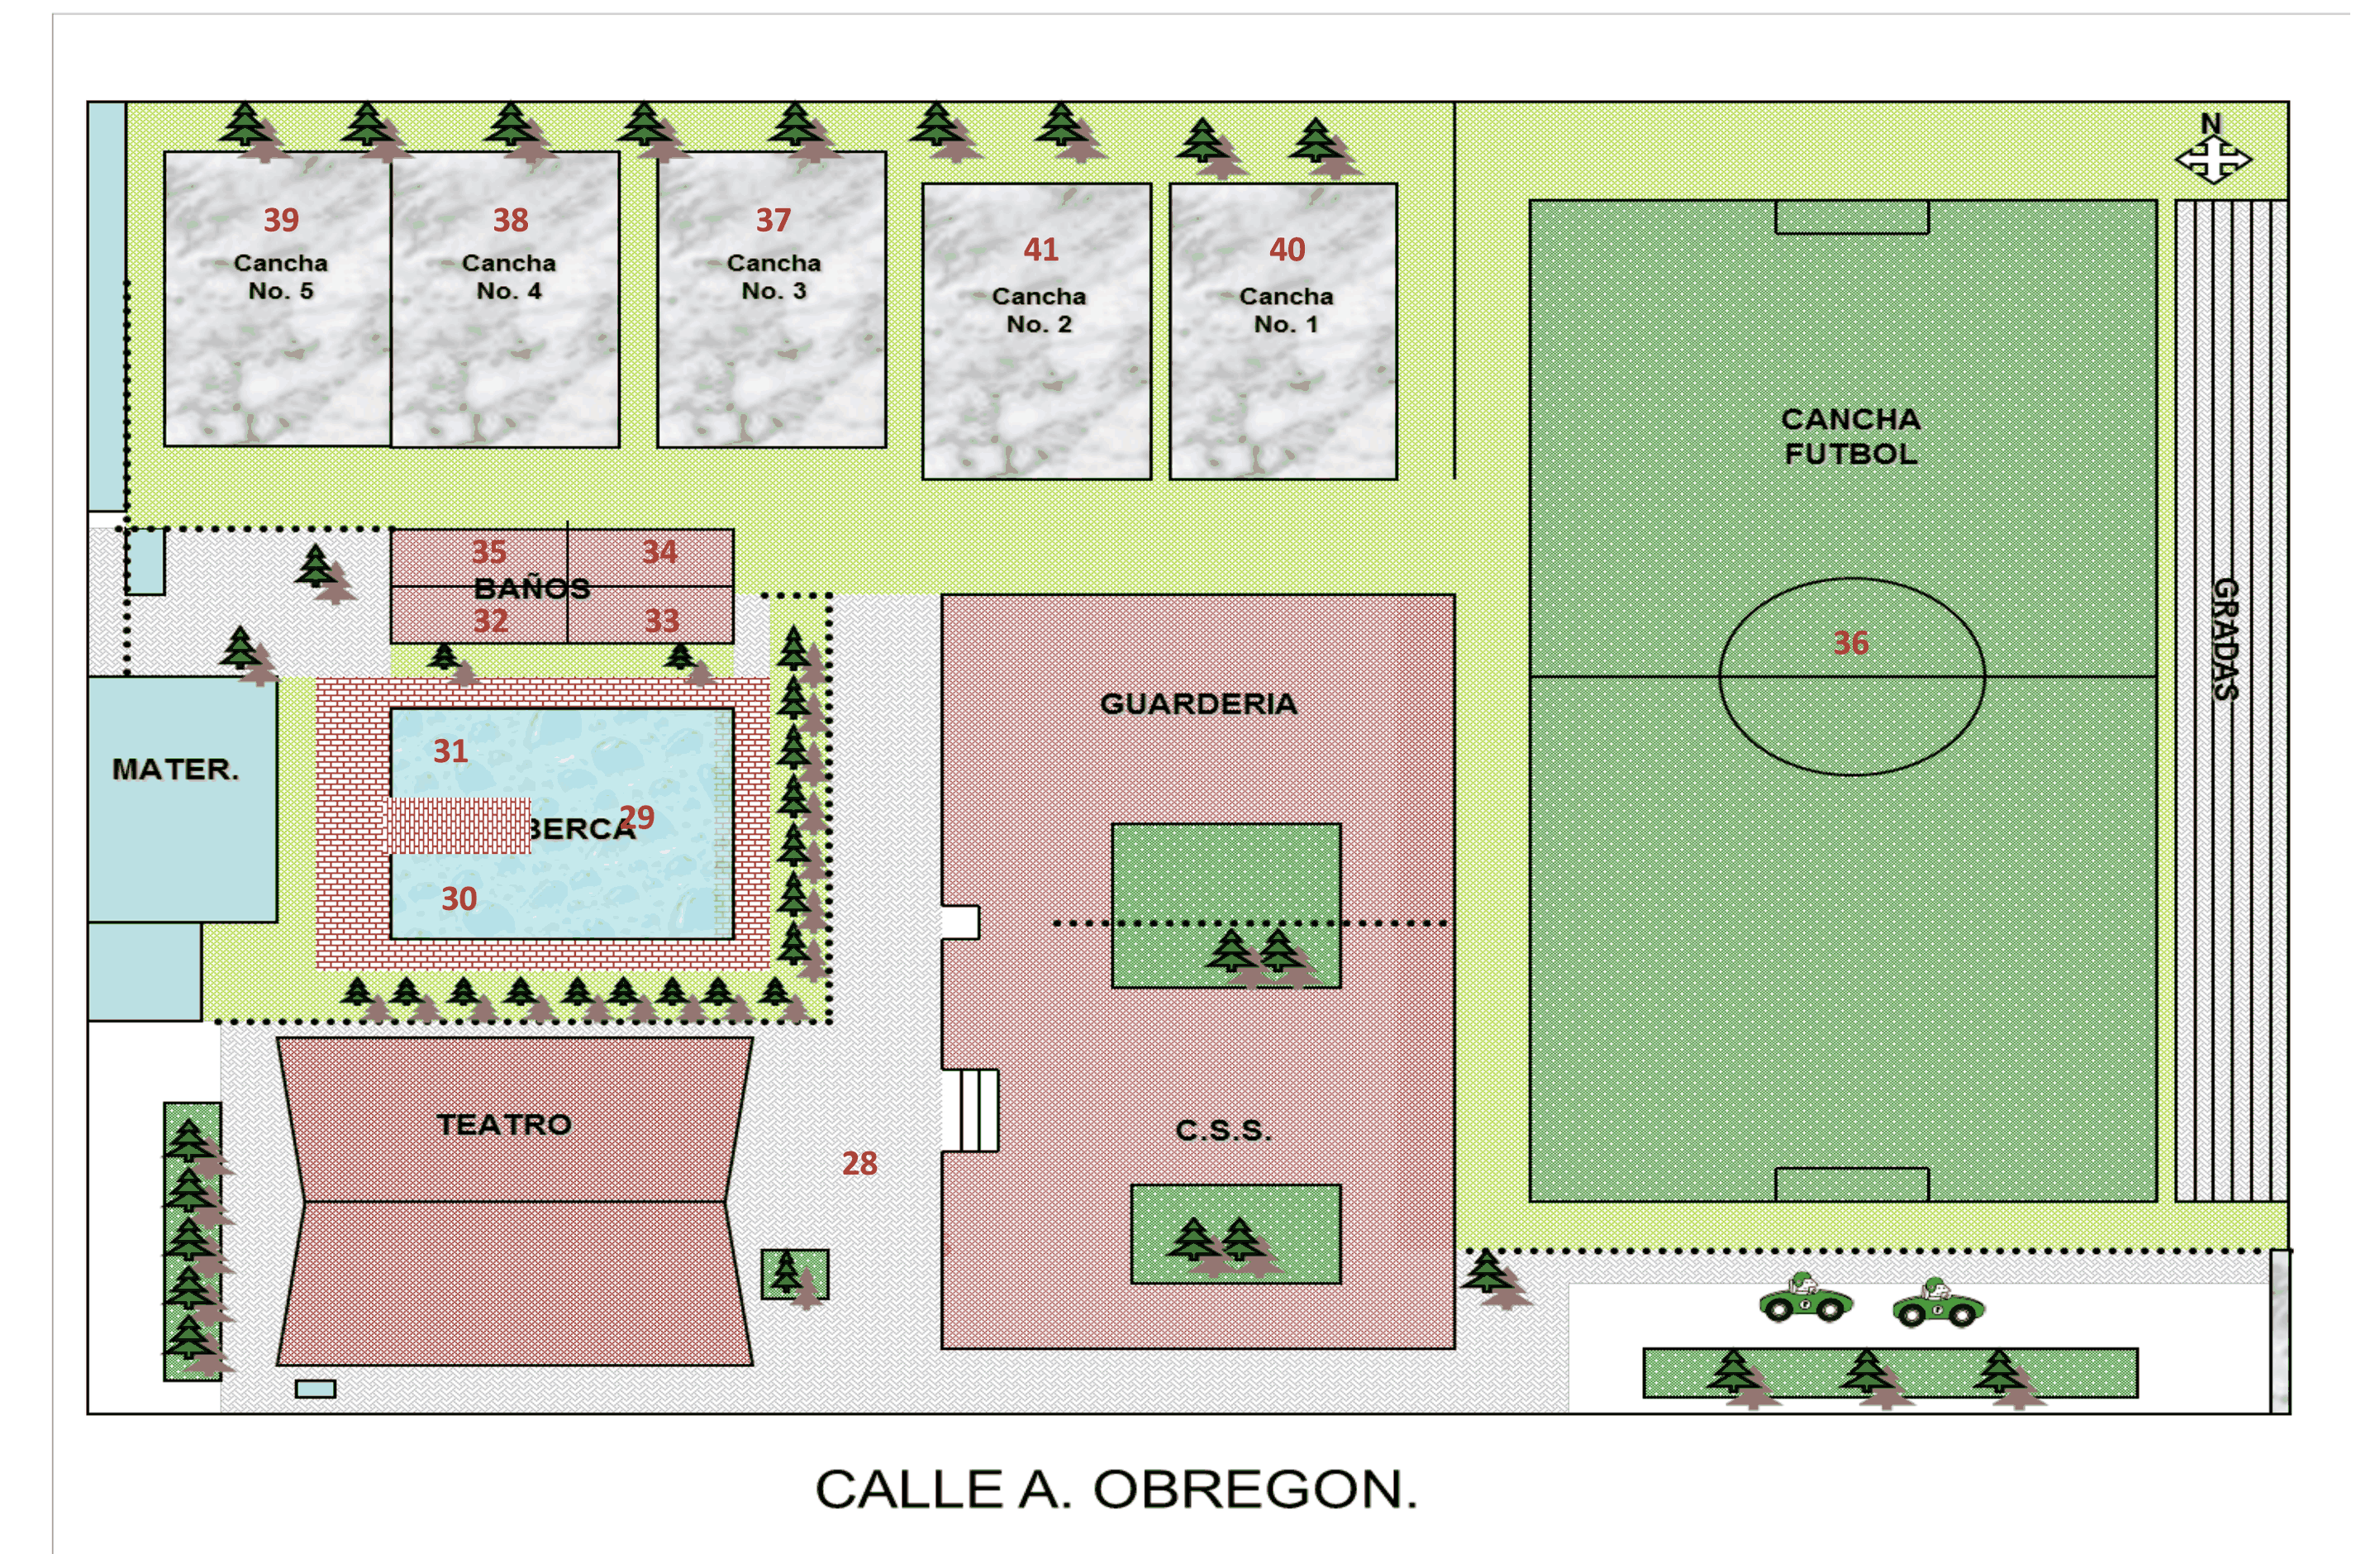 N
39
Cancha
No. 5
38
Cancha
No. 4
37
Cancha
No. 3
41
Cancha
No. 2
40
Cancha
No. 1
CANCHA
FUTBOL
36
GRADAS
35
34
BAÑOS
32
33
GUARDERIA
MATER.
31
BERCA
29
30
TEATRO
C.S.S.
28
CALLE A. OBREGON.